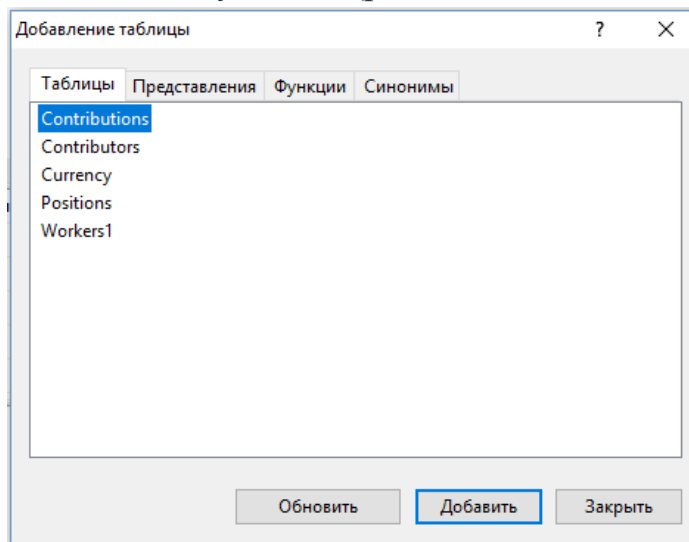 Добавление таблицы ? ×
Таблицы Представления Функции Синонимы
Contributions
Contributors
Currency
Positions
Workers1
Обновить Добавить Закрыть